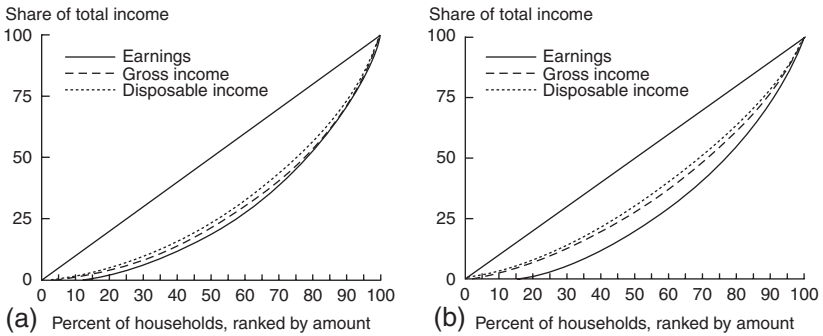 Share of total income
100
75
50
25
0
Earnings
Gross income
Disposable income
0 10 20 30 40 50 60 70 80 90 100
(a) Percent of households, ranked by amount
Share of total income
100
75
50
25
0
Earnings
Gross income
Disposable income
0 10 20 30 40 50 60 70 80 90 100
(b) Percent of households, ranked by amount